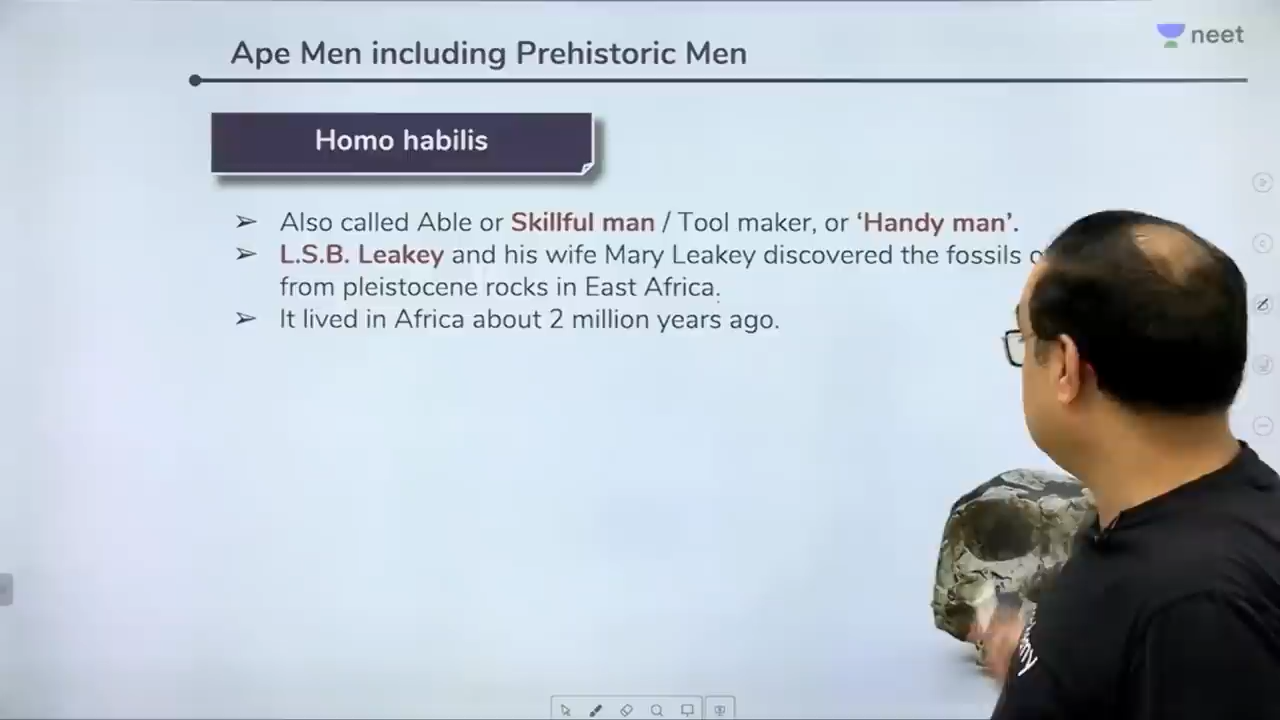 Ape Men including Prehistoric Men
neet
Homo habilis
➢ Also called Able or Skillful man / Tool maker, or ‘Handy man’.
➢ L.S.B. Leakey and his wife Mary Leakey discovered the fossils
from pleistocene rocks in East Africa.
➢ It lived in Africa about 2 million years ago.